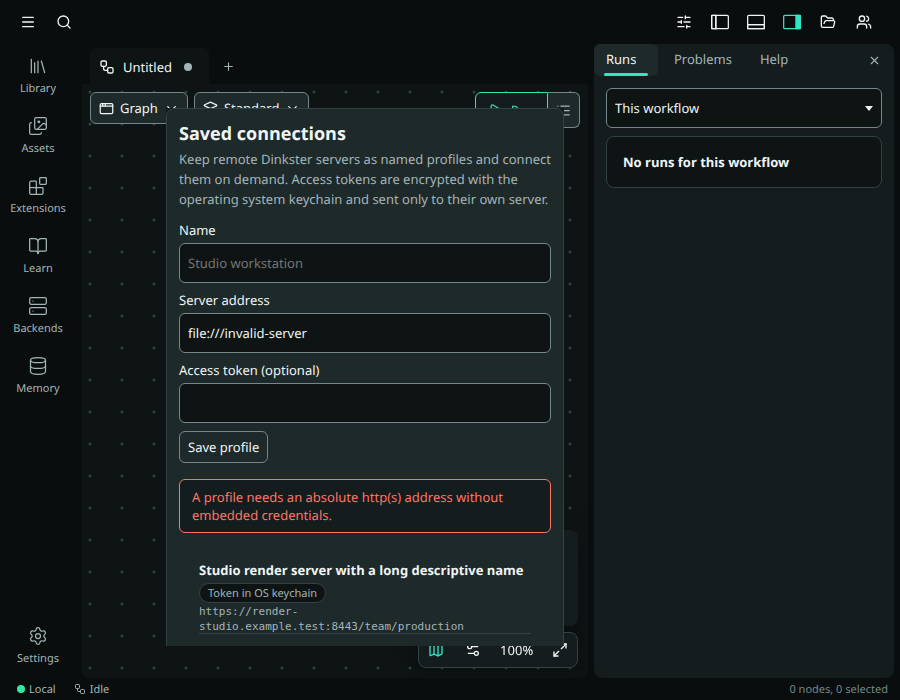 Untitled
Runs
Problems
Help
Library
Assets
Extensions
Learn
Backends
Memory
Settings
Graph
Standard
This workflow
No runs for this workflow
Saved connections
Keep remote Dinkster servers as named profiles and connect
them on demand. Access tokens are encrypted with the
operating system keychain and sent only to their own server.
Name
Studio workstation
Server address
file:///invalid-server
Access token (optional)
Save profile
A profile needs an absolute http(s) address without
embedded credentials.
Studio render server with a long descriptive name
Token in OS keychain
https://render-
studio.example.test:8443/team/production
100%
Local
Idle
0 nodes, 0 selected